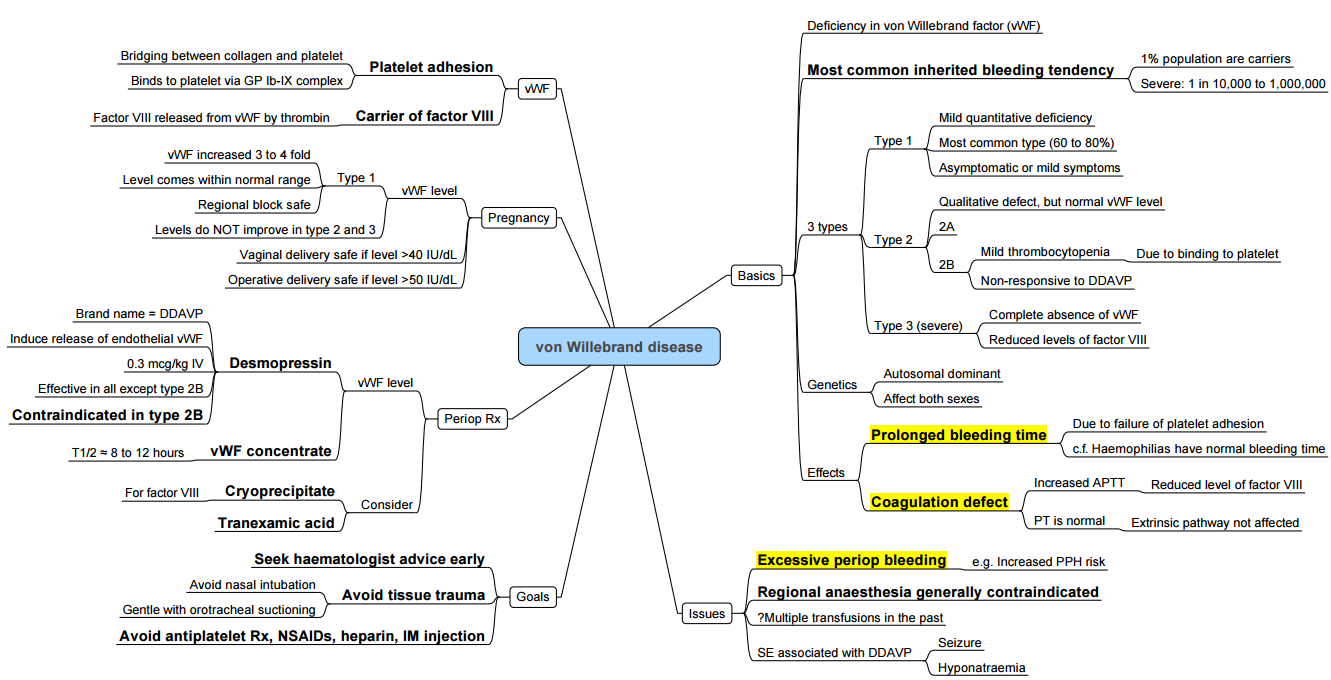 von Willebrand disease
Basics
Deficiency in von Willebrand factor (vWF)
Most common inherited bleeding tendency
1% population are carriers
Severe: 1 in 10,000 to 1,000,000
3 types
Type 1
Mild quantitative deficiency
Most common type (60 to 80%)
Asymptomatic or mild symptoms
Type 2
Qualitative defect, but normal vWF level
2A
2B
Mild thrombocytopenia
Due to binding to platelet
Non-responsive to DDAVP
Type 3 (severe)
Complete absence of vWF
Reduced levels of factor VIII
Genetics
Autosomal dominant
Affect both sexes
Effects
Prolonged bleeding time
Due to failure of platelet adhesion
c.f. Haemophilias have normal bleeding time
Coagulation defect
Increased APTT
Reduced level of factor VIII
PT is normal
Extrinsic pathway not affected
Issues
Excessive periop bleeding
e.g. Increased PPH risk
Regional anaesthesia generally contraindicated
?Multiple transfusions in the past
SE associated with DDAVP
Seizure
Hyponatraemia
vWF
Platelet adhesion
Bridging between collagen and platelet
Binds to platelet via GP Ib-IX complex
Carrier of factor VIII
Factor VIII released from vWF by thrombin
Pregnancy
vWF level
Type 1
vWF increased 3 to 4 fold
Level comes within normal range
Regional block safe
Levels do NOT improve in type 2 and 3
Vaginal delivery safe if level >40 IU/dL
Operative delivery safe if level >50 IU/dL
Periop Rx
vWF level
Desmopressin
Brand name = DDAVP
Induce release of endothelial vWF
0.3 mcg/kg IV
Effective in all except type 2B
Contraindicated in type 2B
vWF concentrate
T1/2 ≈ 8 to 12 hours
Consider
Cryoprecipitate
For factor VIII
Tranexamic acid
Goals
Seek haematologist advice early
Avoid tissue trauma
Avoid nasal intubation
Gentle with orotracheal suctioning
Avoid antiplatelet Rx, NSAIDs, heparin, IM injection